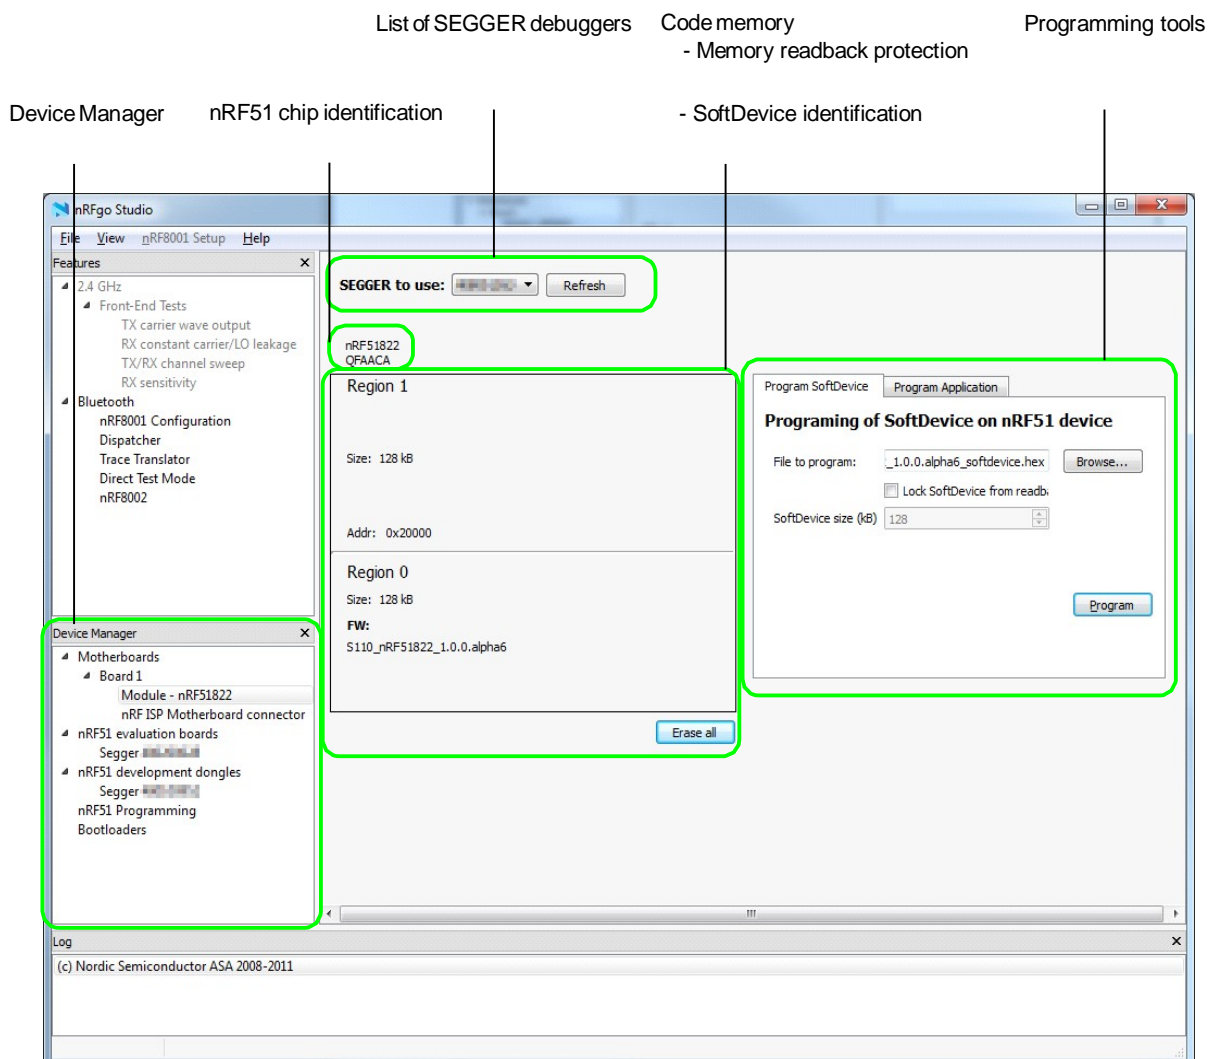 List of SEGGER debuggers
Code memory
- Memory readback protection
Programming tools
Device Manager
nRF51 chip identification
- SoftDevice identification
nRFgo Studio
File View nRF8001 Setup Help
Features
2.4 GHz
Front-End Tests
TX carrier wave output
RX constant carrier/LO leakage
TX/RX channel sweep
RX sensitivity
Bluetooth
nRF8001 Configuration
Dispatcher
Trace Translator
Direct Test Mode
nRF8002
Device Manager
Motherboards
Board 1
Module - nRF51822
nRF ISP Motherboard connector
nRF51 evaluation boards
Segger
nRF51 development dongles
Segger
nRF51 Programming
Bootloaders
SEGGER to use:
Refresh
nRF51822
QFAACA
Region 1
Size: 128 kB
Addr: 0x20000
Region 0
Size: 128 kB
FW:
S110_nRF51822_1.0.0.alpha6
Erase all
Program SoftDevice
Program Application
Programing of SoftDevice on nRF51 device
File to program: _1.0.0.alpha6_softdevice.hex Browse...
Lock SoftDevice from readb
SoftDevice size (kB) 128
Program
Log
(c) Nordic Semiconductor ASA 2008-2011